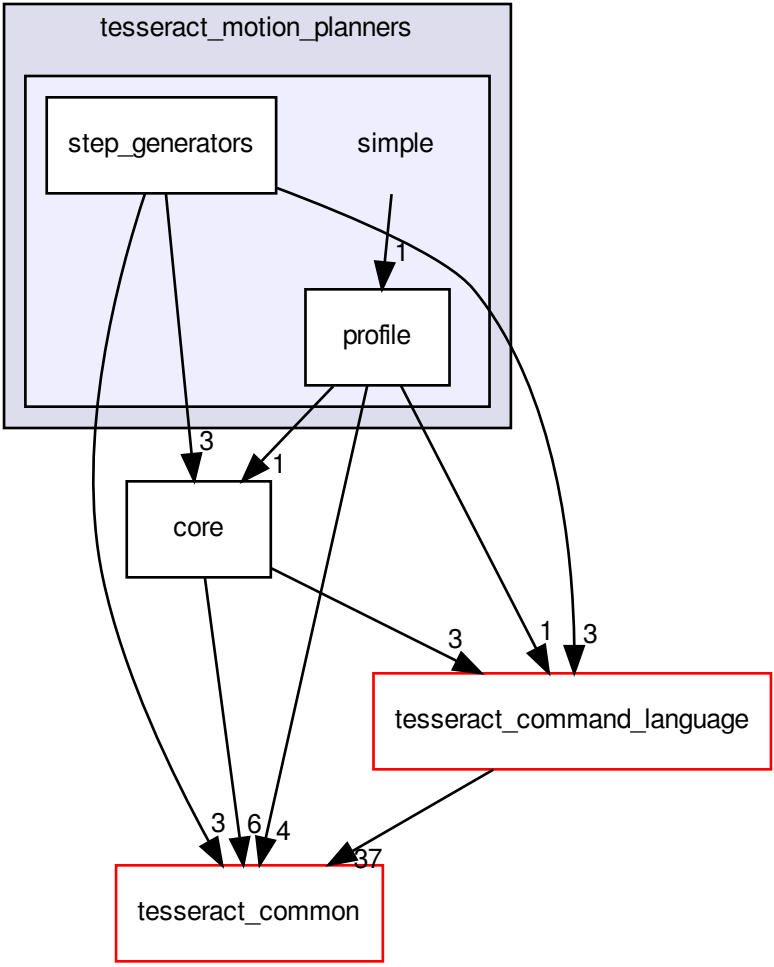 tesseract_motion_planners
step_generators
simple
1
profile
3
1
core
3
1
3
tesseract_command_language
3
6
4
37
tesseract_common